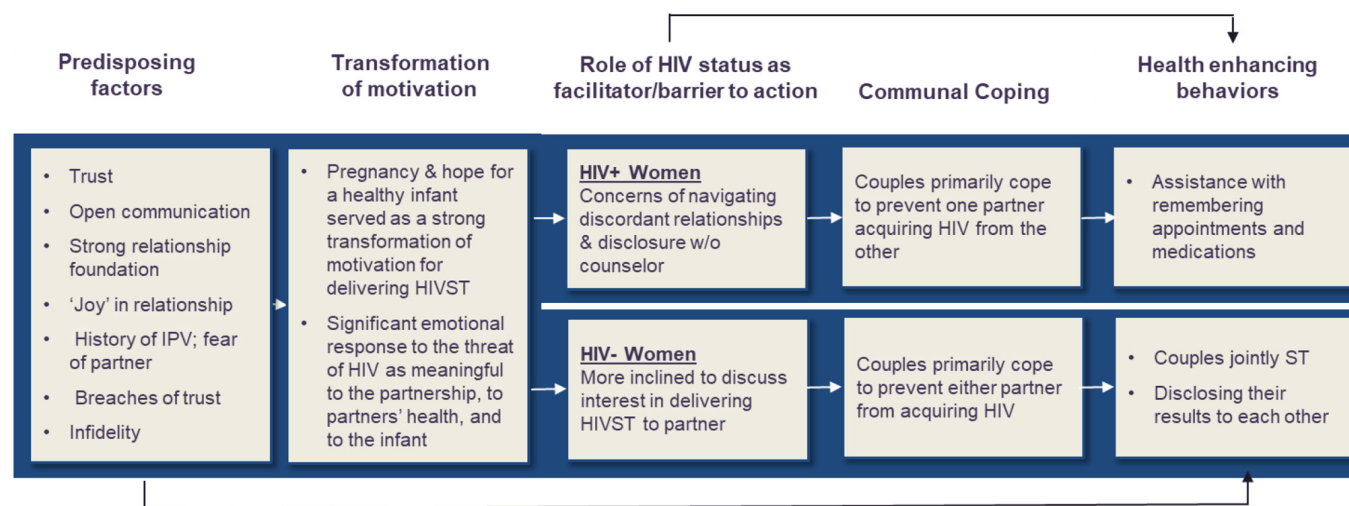 Predisposing
factors
Transformation
of motivation
Role of HIV status as
facilitator/barrier to action
Communal Coping
Health enhancing
behaviors
• Trust
• Open communication
• Strong relationship
foundation
• ‘Joy’ in relationship
• History of IPV; fear
of partner
• Breaches of trust
• Infidelity
• Pregnancy & hope for
a healthy infant
served as a strong
transformation of
motivation for
delivering HIVST
• Significant emotional
response to the threat
of HIV as meaningful
to the partnership, to
partners’ health, and
to the infant
HIV+ Women
Concerns of navigating
discordant relationships
& disclosure w/o
counselor
Couples primarily cope
to prevent one partner
acquiring HIV from the
other
• Assistance with
remembering
appointments and
medications
HIV- Women
More inclined to discuss
interest in delivering
HIVST to partner
Couples primarily cope
to prevent either partner
from acquiring HIV
• Couples jointly ST
• Disclosing their
results to each other